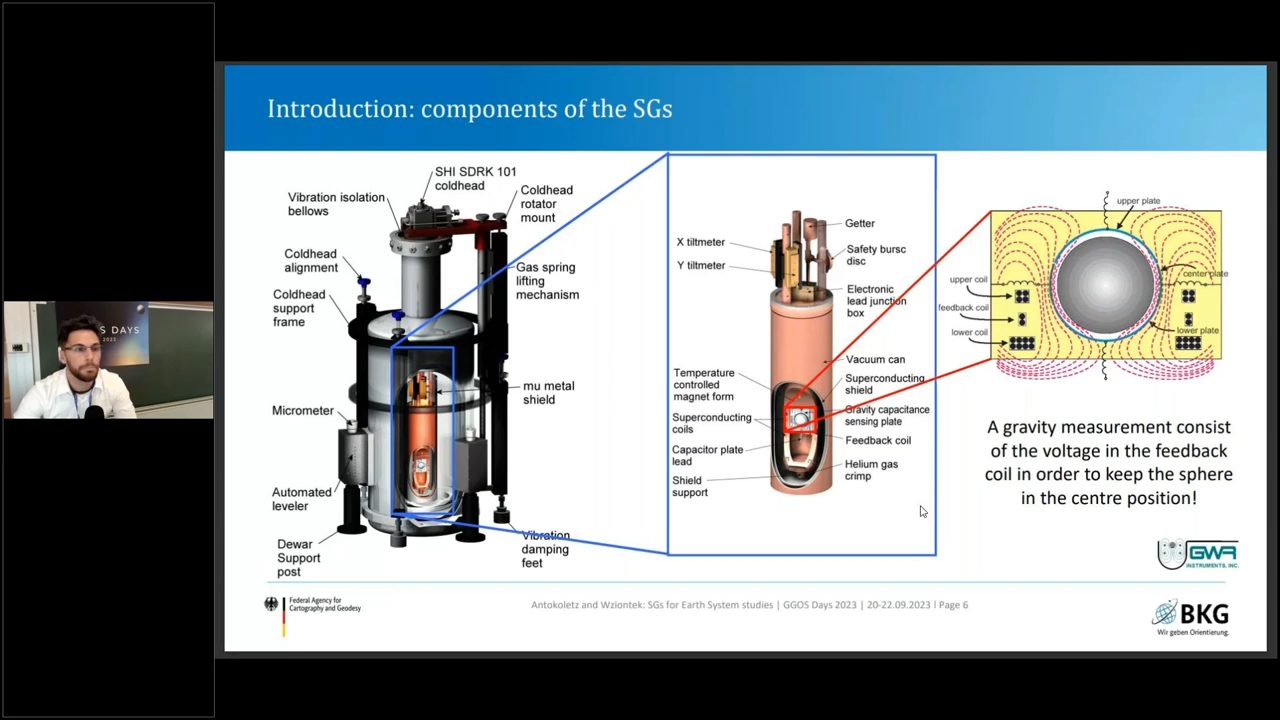 Introduction: components of the SGs
SHI SDRK 101
coldhead
Vibration isolation
bellows
Coldhead
rotator
mount
Coldhead
alignment
Gas spring
lifting
mechanism
Coldhead
support
frame
mu metal
shield
Micrometer
Automated
leveler
Vibration
damping
feet
Dewar
Support
post
Getter
X tiltmeter
Safety bursc
disc
Y tiltmeter
Electronic
lead junction
box
Vacuum can
Temperature
controlled
magnet form
Superconducting
shield
Superconducting
coils
Gravity capacitance
sensing plate
Feedback coil
Capacitor plate
lead
Helium gas
crimp
Shield
support
upper plate
center plate
upper coil
feedback coil
lower coil
lower plate
A gravity measurement consist
of the voltage in the feedback
coil in order to keep the sphere
in the centre position!
GWR
INSTRUMENTS, INC.
Federal Agency for
Cartography and Geodesy
Antokoletz and Wziontek: SGs for Earth System studies | GGOS Days 2023 | 20-22.09.2023 | Page 6
BKG
Wir geben Orientierung.
S DAYS
2023